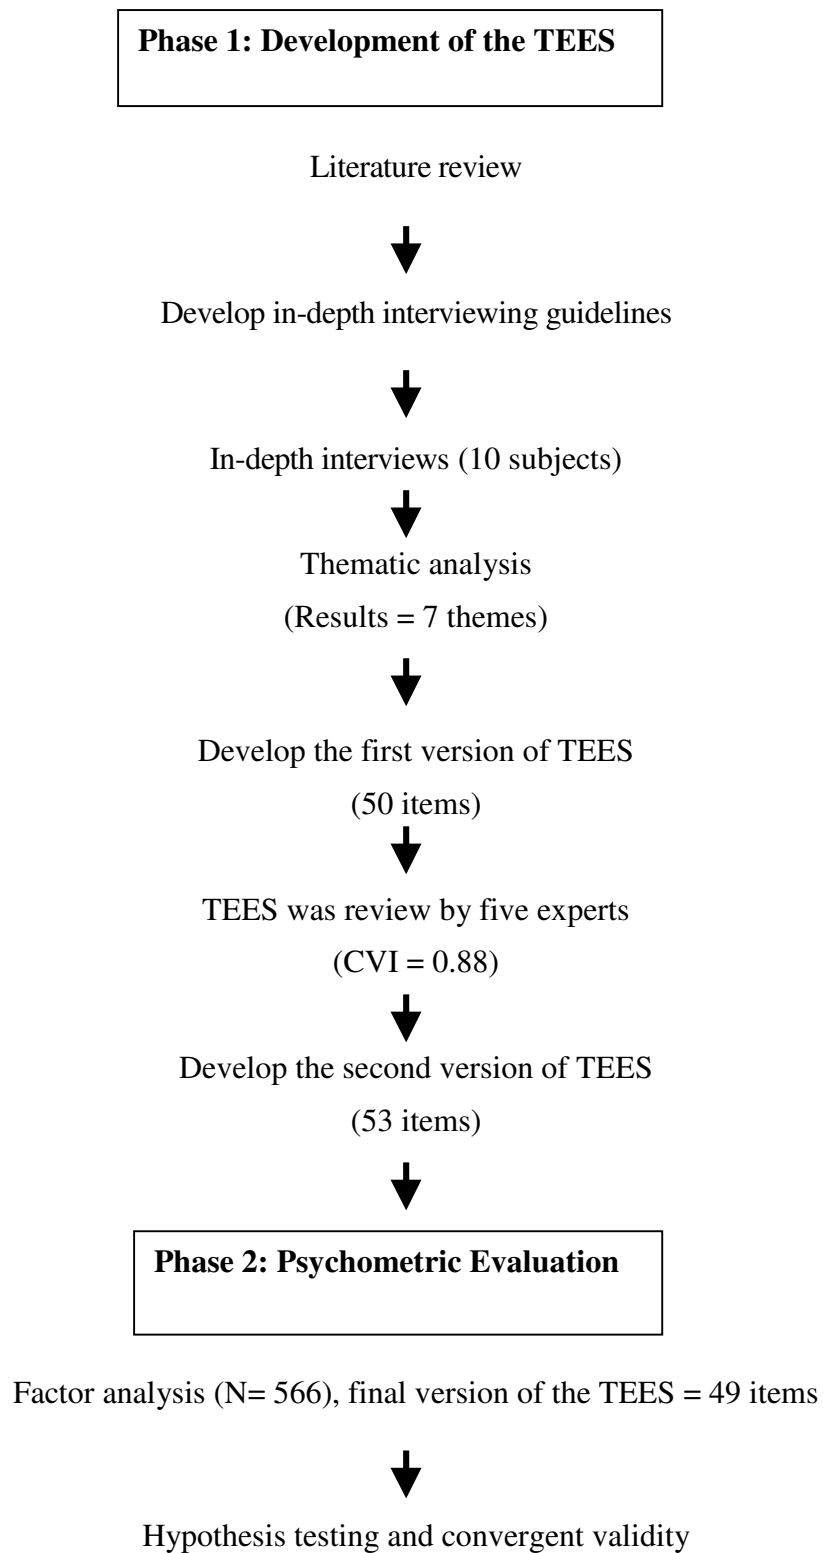 Phase 1: Development of the TEES
Literature review
Develop in-depth interviewing guidelines
In-depth interviews (10 subjects)
Thematic analysis
(Results = 7 themes)
Develop the first version of TEES
(50 items)
TEES was review by five experts
(CVI = 0.88)
Develop the second version of TEES
(53 items)
Phase 2: Psychometric Evaluation
Factor analysis (N= 566), final version of the TEES = 49 items
Hypothesis testing and convergent validity